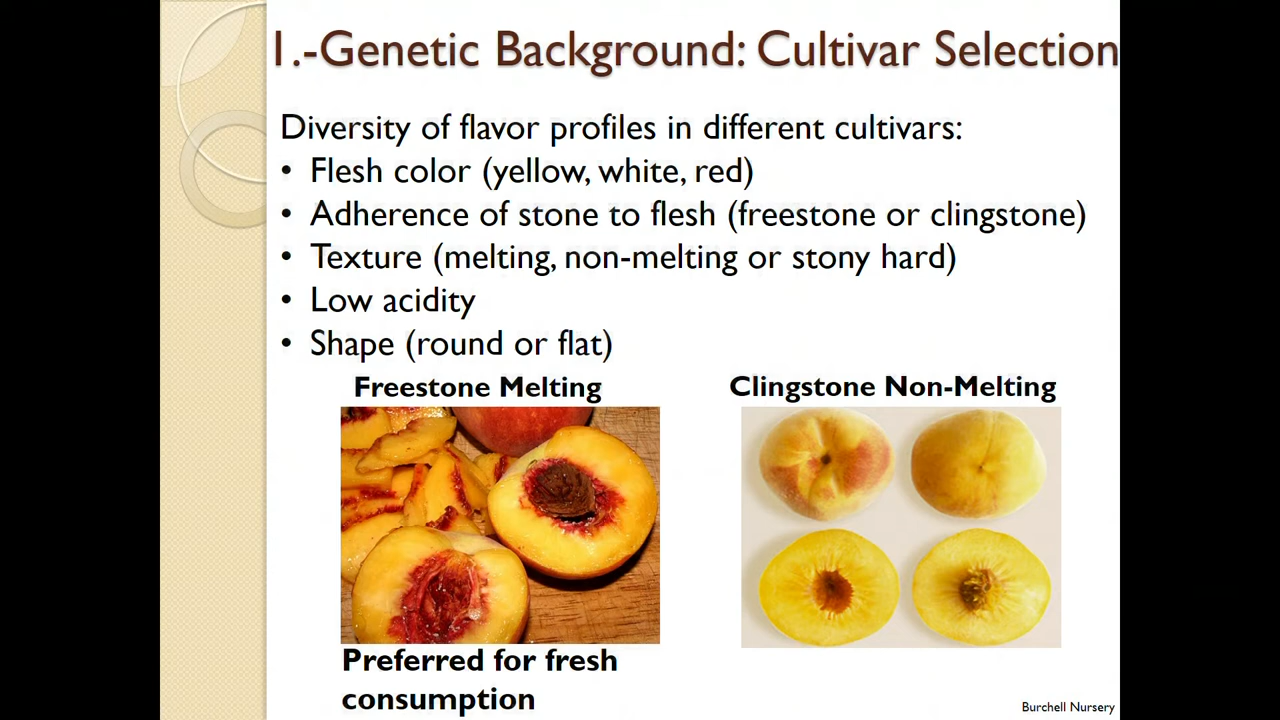 1.-Genetic Background: Cultivar Selection
Diversity of flavor profiles in different cultivars:
• Flesh color (yellow, white, red)
• Adherence of stone to flesh (freestone or clingstone)
• Texture (melting, non-melting or stony hard)
• Low acidity
• Shape (round or flat)
Freestone Melting
Clingstone Non-Melting
Preferred for fresh
consumption
Burchell Nursery